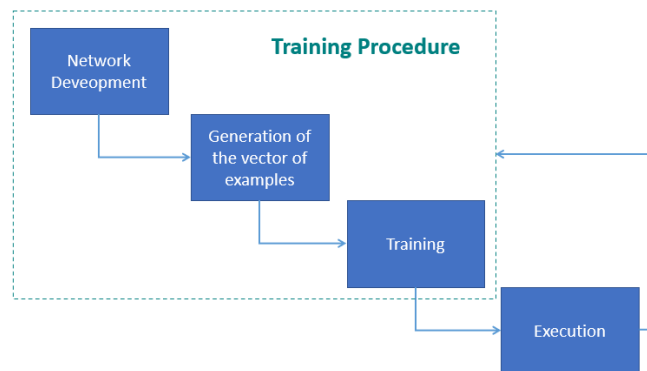 Training Procedure
Network
Deveopment
Generation of
the vector of
examples
Training
Execution